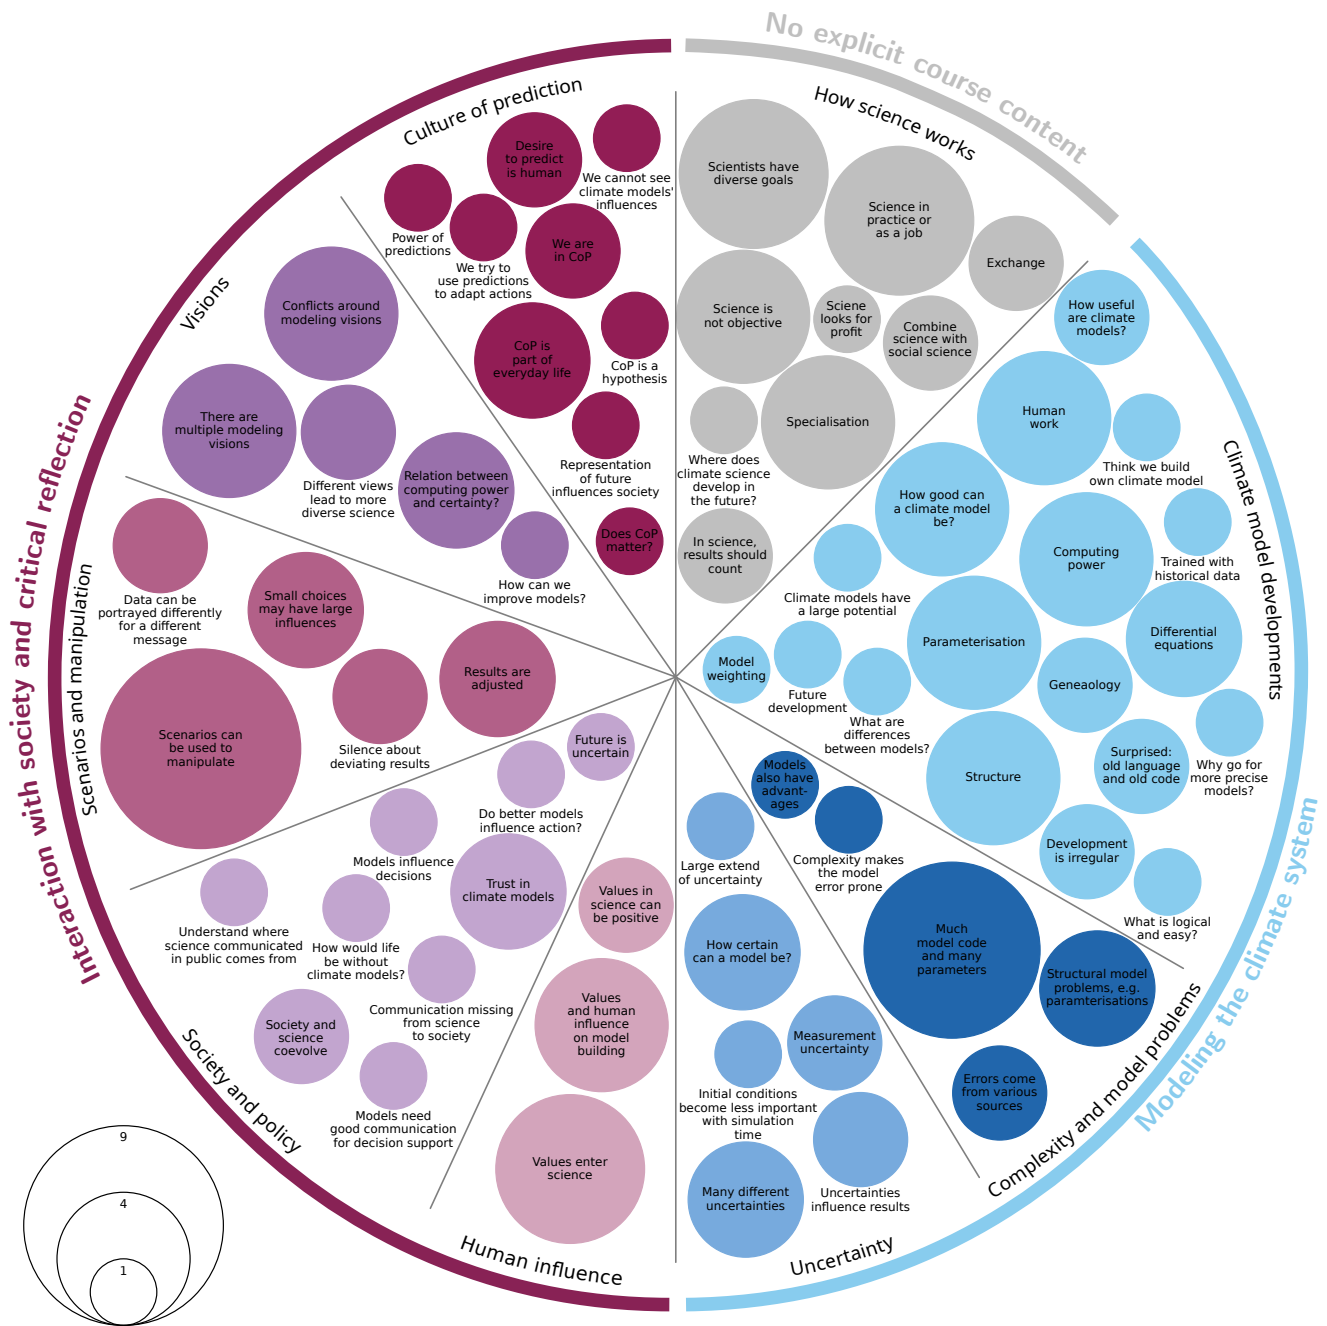 No explicit course content
How science works
Scientists have
diverse goals
Science in
practice or
as a job
Exchange
Science is
not objective
Sciene
looks for
profit
Combine
science with
social science
Specialisation
Where does
climate science
develop in
the future?
In science,
results should
count
Modeling the climate system
Climate model developments
How useful
are climate
models?
Human
work
Think we build
own climate model
How good can
a climate model
be?
Computing
power
Trained with
historical data
Climate models have
a large potential
Parameterisation
Differential
equations
Model
weighting
Future
development
What are
differences
between models?
Geneaology
Structure
Surprised:
old language
and old code
Why go for
more precise
models?
Development
is irregular
What is logical
and easy?
Complexity and model problems
Models
also have
advant-
ages
Complexity makes
the model
error prone
Much
model code
and many
parameters
Structural model
problems, e.g.
paramterisations
Errors come
from various
sources
Uncertainty
Large extend
of uncertainty
How certain
can a model be?
Measurement
uncertainty
Initial conditions
become less important
with simulation
time
Many different
uncertainties
Uncertainties
influence results
Interaction with society and critical reflection
Human influence
Values in
science can
be positive
Values
and human
influence
on model
building
Values enter
science
Society and policy
Future is
uncertain
Do better models
influence action?
Models influence
decisions
Trust in
climate models
Understand where
science communicated
in public comes from
How would life
be without
climate models?
Communication missing
from science
to society
Society and
science
coevolve
Models need
good communication
for decision support
Scenarios and manipulation
Data can be
portrayed differently
for a different
message
Small choices
may have large
influences
Results are
adjusted
Silence about
deviating results
Scenarios can
be used to
manipulate
Visions
Conflicts around
modeling visions
There are
multiple modeling
visions
Different views
lead to more
diverse science
Relation between
computing power
and certainty?
How can we
improve models?
Culture of prediction
Desire
to predict
is human
We cannot see
climate models'
influences
Power of
predictions
We try to
use predictions
to adapt actions
We are
in CoP
CoP is
part of
everyday life
CoP is a
hypothesis
Representation
of future
influences society
Does CoP
matter?
9
4
1